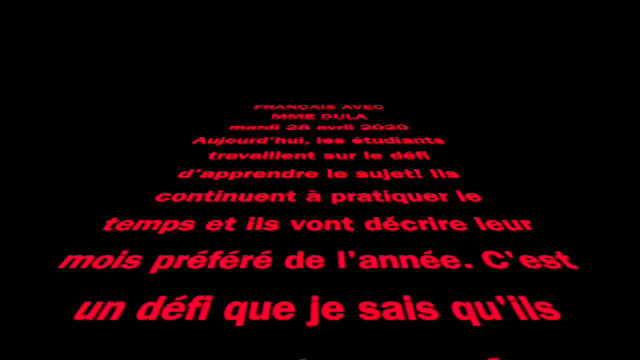 FRANÇAIS AVEC
MME DULA
mardi 28 avril 2020
Aujourd'hui, les étudiants
travaillent sur le défi
d'apprendre le sujet! Ils
continuent à pratiquer le
temps et ils vont décrire leur
mois préféré de l'année. C'est
un défi que je sais qu'ils